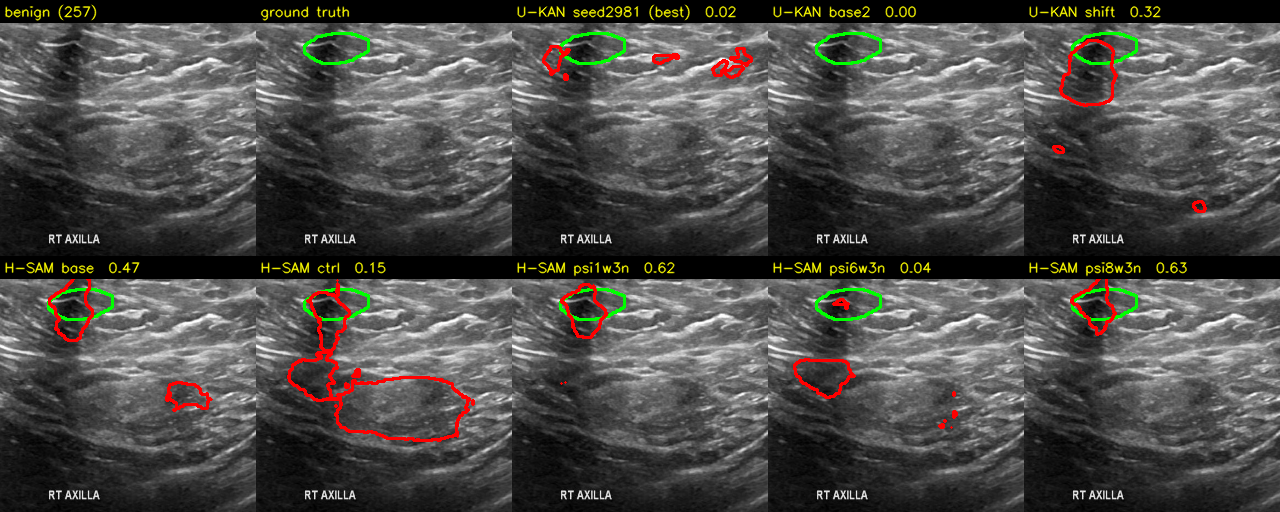 benign (257)
ground truth
U-KAN seed2981 (best) 0.02
U-KAN base2 0.00
U-KAN shift 0.32
RT AXILLA
RT AXILLA
RT AXILLA
RT AXILLA
RT AXILLA
H-SAM base 0.47
H-SAM ctrl 0.15
H-SAM psi1w3n 0.62
H-SAM psi6w3n 0.04
H-SAM psi8w3n 0.63
RT AXILLA
RT AXILLA
RT AXILLA
RT AXILLA
RT AXILLA